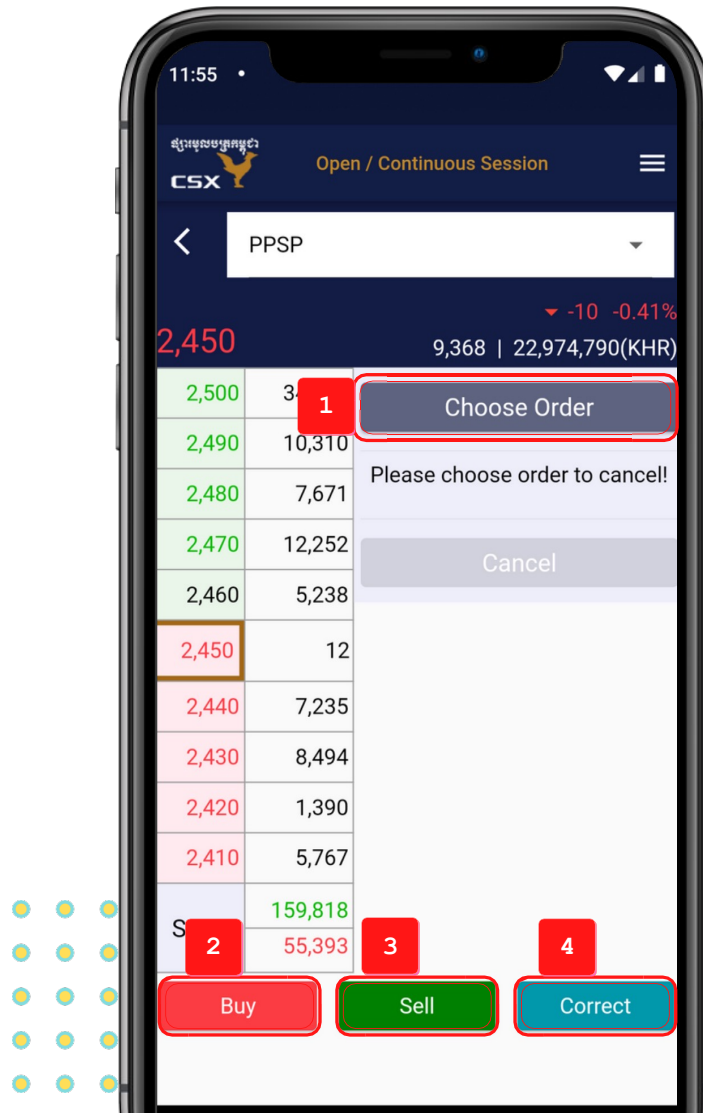 11:55
ផ្សារមូលបត្រកម្ពុជា
CSX
Open / Continuous Session
PPSP
-10 -0.41%
2,450
9,368 | 22,974,790(KHR)
2,500
1
Choose Order
2,490 10,310
Please choose order to cancel!
2,480 7,671
2,470 12,252
Cancel
2,460 5,238
2,450 12
2,440 7,235
2,430 8,494
2,420 1,390
2,410 5,767
159,818
55,393
2 3 4
Buy Sell Correct